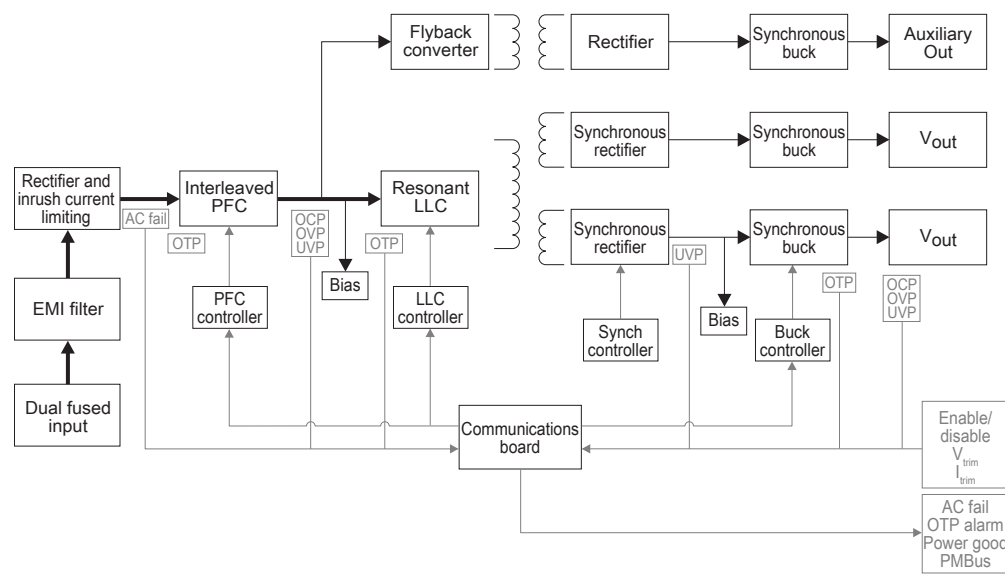 Flyback
converter
Rectifier
Synchronous
buck
Auxiliary
Out
Synchronous
rectifier
Synchronous
buck
Vout
Rectifier and
inrush current
limiting
AC fail
Interleaved
PFC
OTP
OCP
OVP
UVP
Resonant
LLC
OTP
Synchronous
rectifier
UVP
Synchronous
buck
Vout
OTP
OCP
OVP
UVP
EMI filter
PFC
controller
Bias
LLC
controller
Synch
controller
Bias
Buck
controller
Dual fused
input
Communications
board
Enable/
disable
Vtrim
Itrim
AC fail
OTP alarm
Power good
PMBus